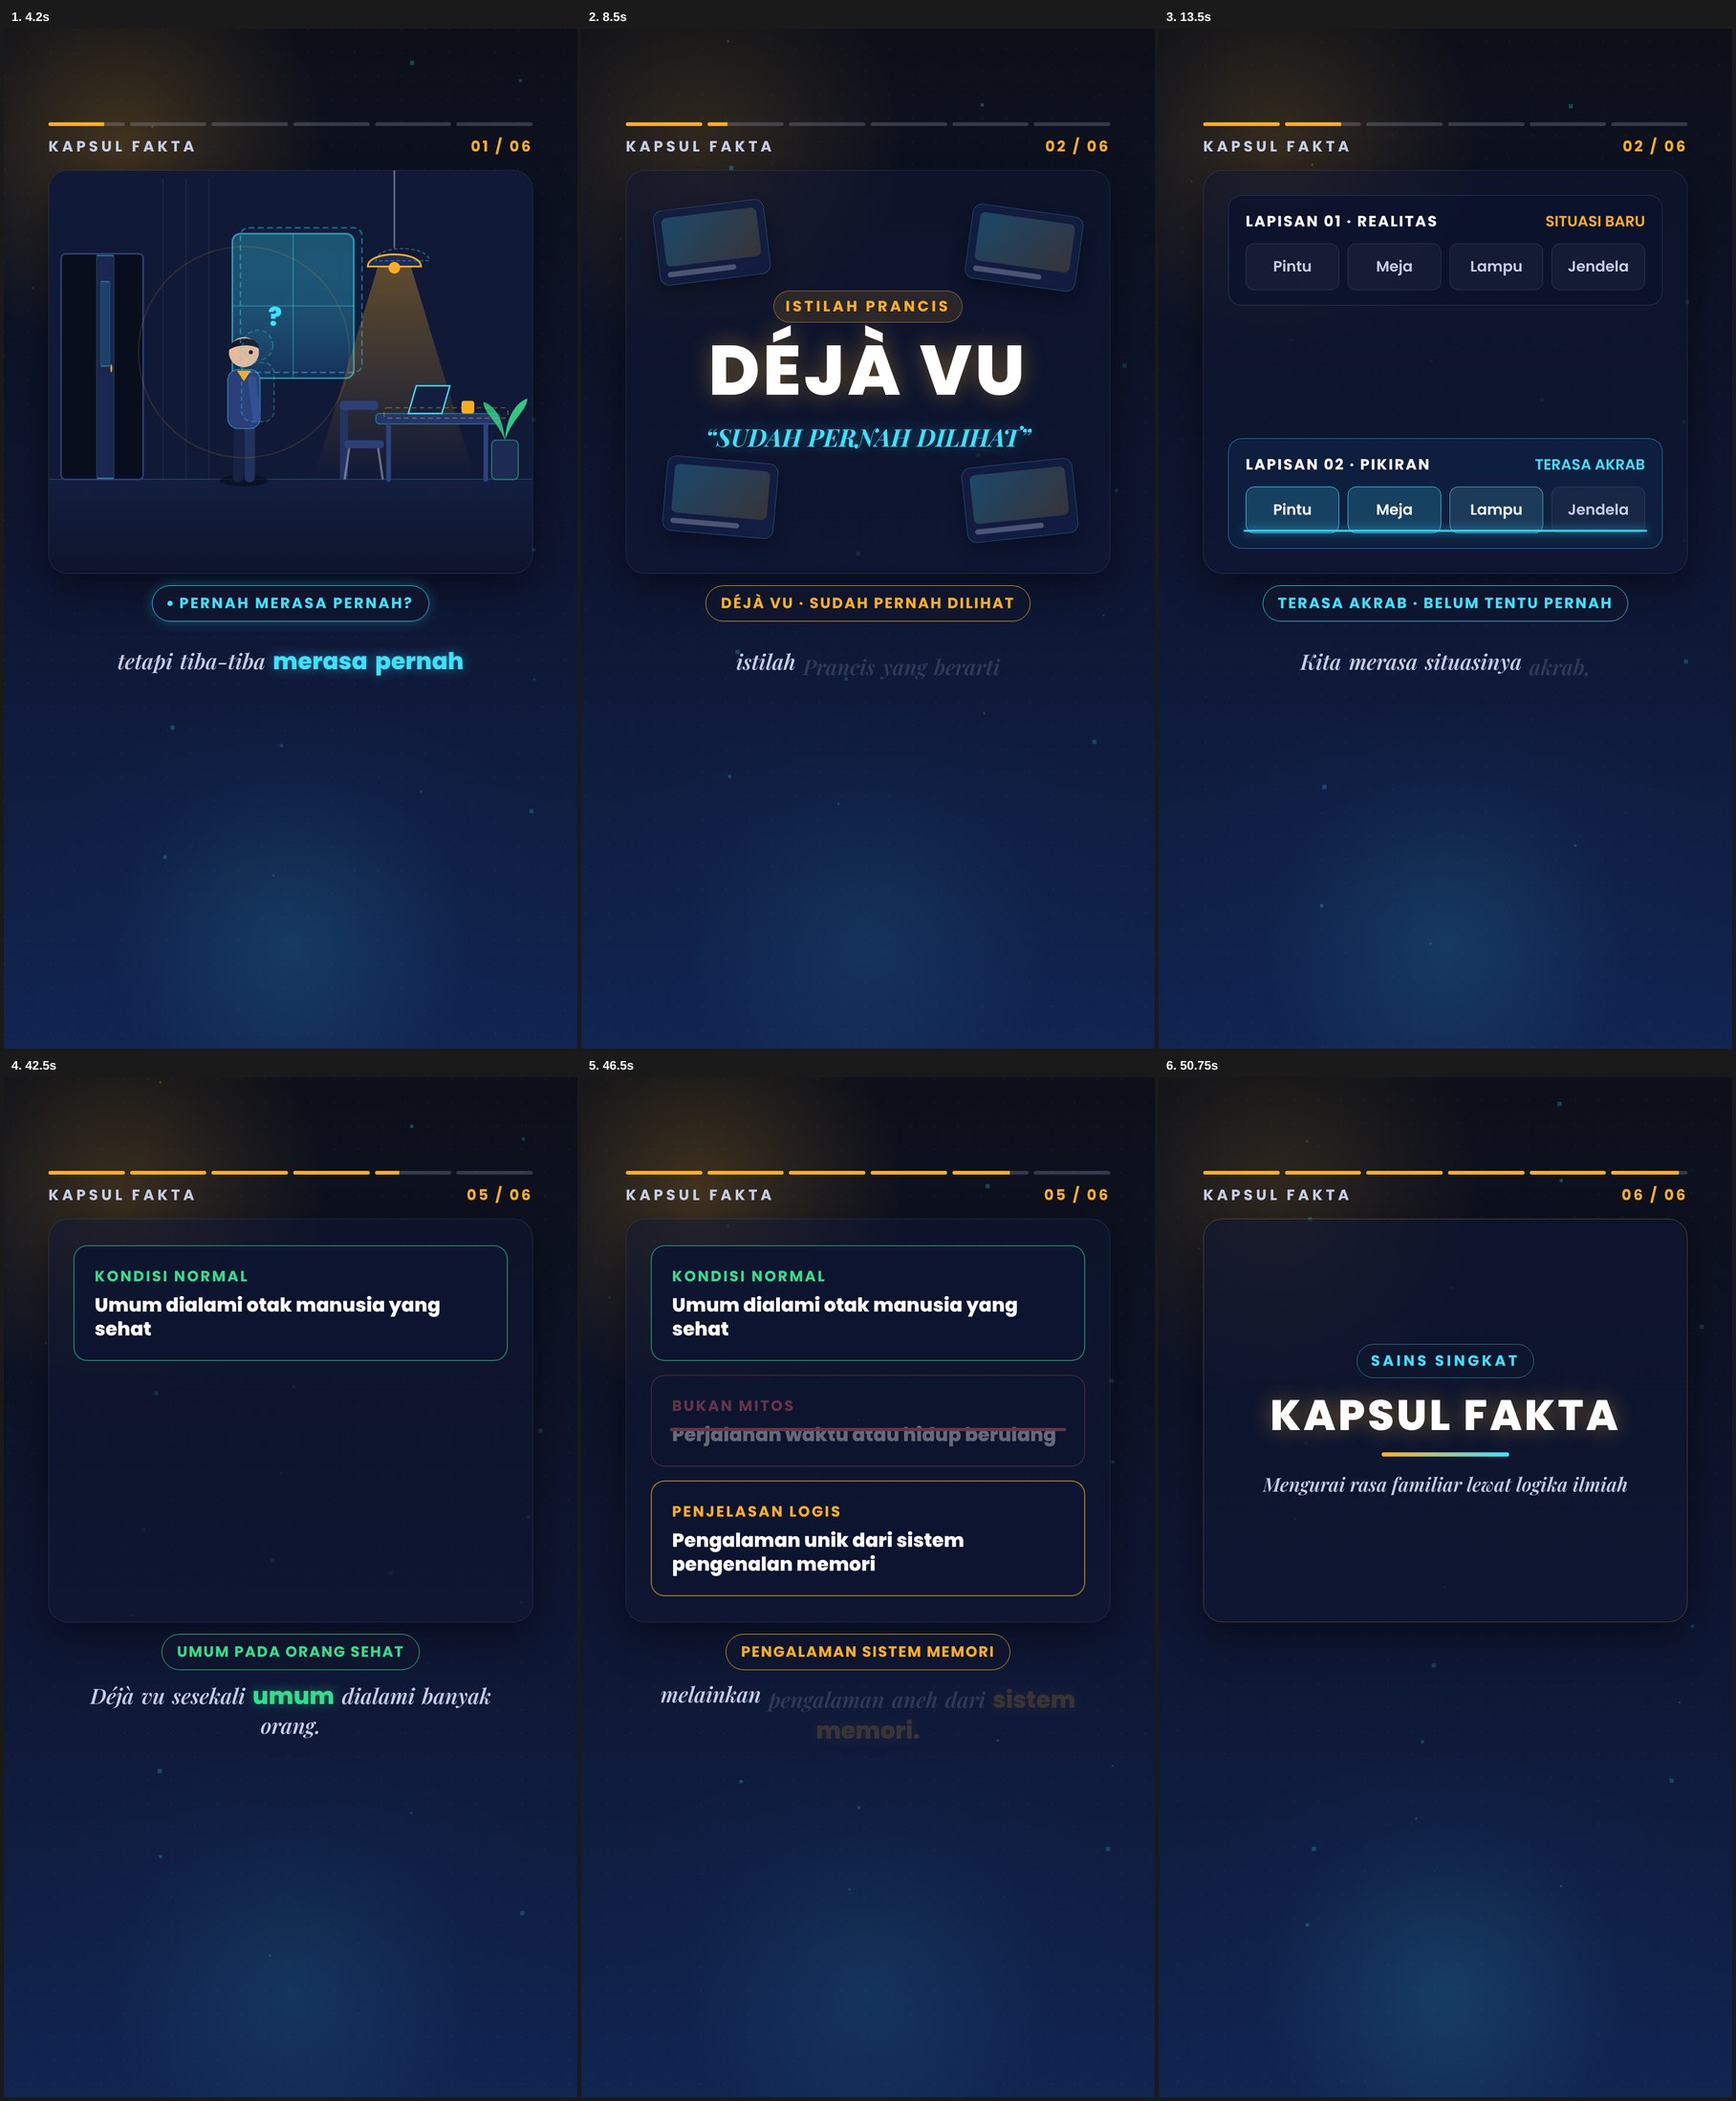 1. 4.2s
KAPSUL FAKTA
01 / 06
?
• PERNAH MERASA PERNAH?
tetapi tiba-tiba merasa pernah
2. 8.5s
KAPSUL FAKTA
02 / 06
ISTILAH PRANCIS
DÉJÀ VU
“SUDAH PERNAH DILIHAT”
DÉJÀ VU · SUDAH PERNAH DILIHAT
istilah Prancis yang berarti
3. 13.5s
KAPSUL FAKTA
02 / 06
LAPISAN 01 · REALITAS
SITUASI BARU
Pintu
Meja
Lampu
Jendela
LAPISAN 02 · PIKIRAN
TERASA AKRAB
Pintu
Meja
Lampu
Jendela
TERASA AKRAB · BELUM TENTU PERNAH
Kita merasa situasinya akrab,
4. 42.5s
KAPSUL FAKTA
05 / 06
KONDISI NORMAL
Umum dialami otak manusia yang
sehat
UMUM PADA ORANG SEHAT
Déjà vu sesekali umum dialami banyak
orang.
5. 46.5s
KAPSUL FAKTA
05 / 06
KONDISI NORMAL
Umum dialami otak manusia yang
sehat
BUKAN MITOS
Perjalanan waktu atau hidup berulang
PENJELASAN LOGIS
Pengalaman unik dari sistem
pengenalan memori
PENGALAMAN SISTEM MEMORI
melainkan pengalaman aneh dari sistem
memori.
6. 50.75s
KAPSUL FAKTA
06 / 06
SAINS SINGKAT
KAPSUL FAKTA
Mengurai rasa familiar lewat logika ilmiah